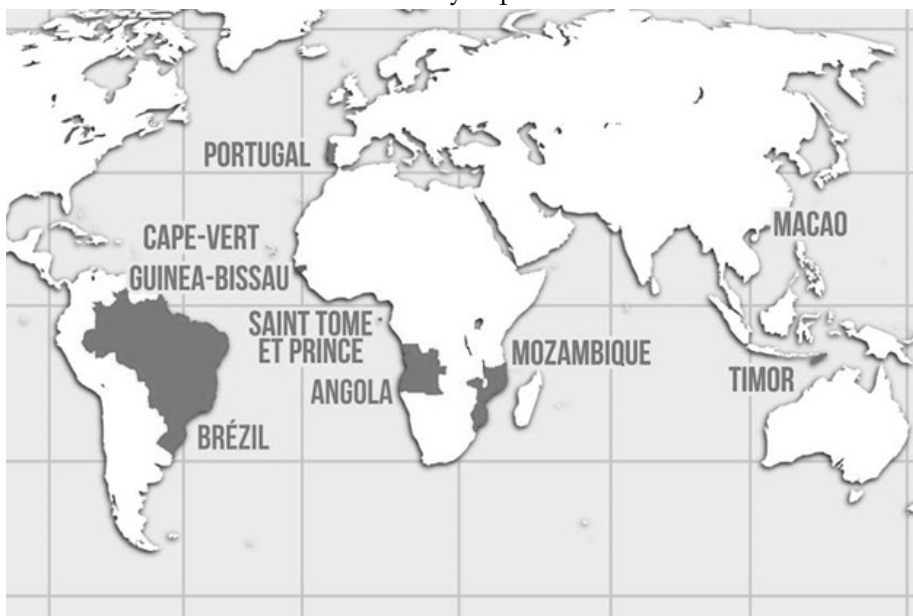 PORTUGAL
CAPE-VERT
MACAO
GUINEA-BISSAU
SAINT TOME
ET PRINCE
MOZAMBIQUE
ANGOLA
TIMOR
BRÉZIL